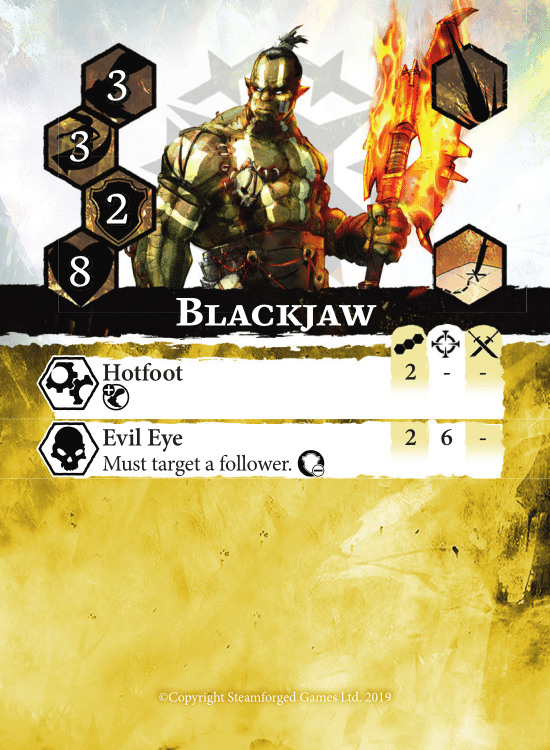 3
3
2
8
BLACKJAW
Hotfoot 2 - -
Evil Eye 2 6 -
Must target a follower.
©Copyright Steamforged Games Ltd. 2019